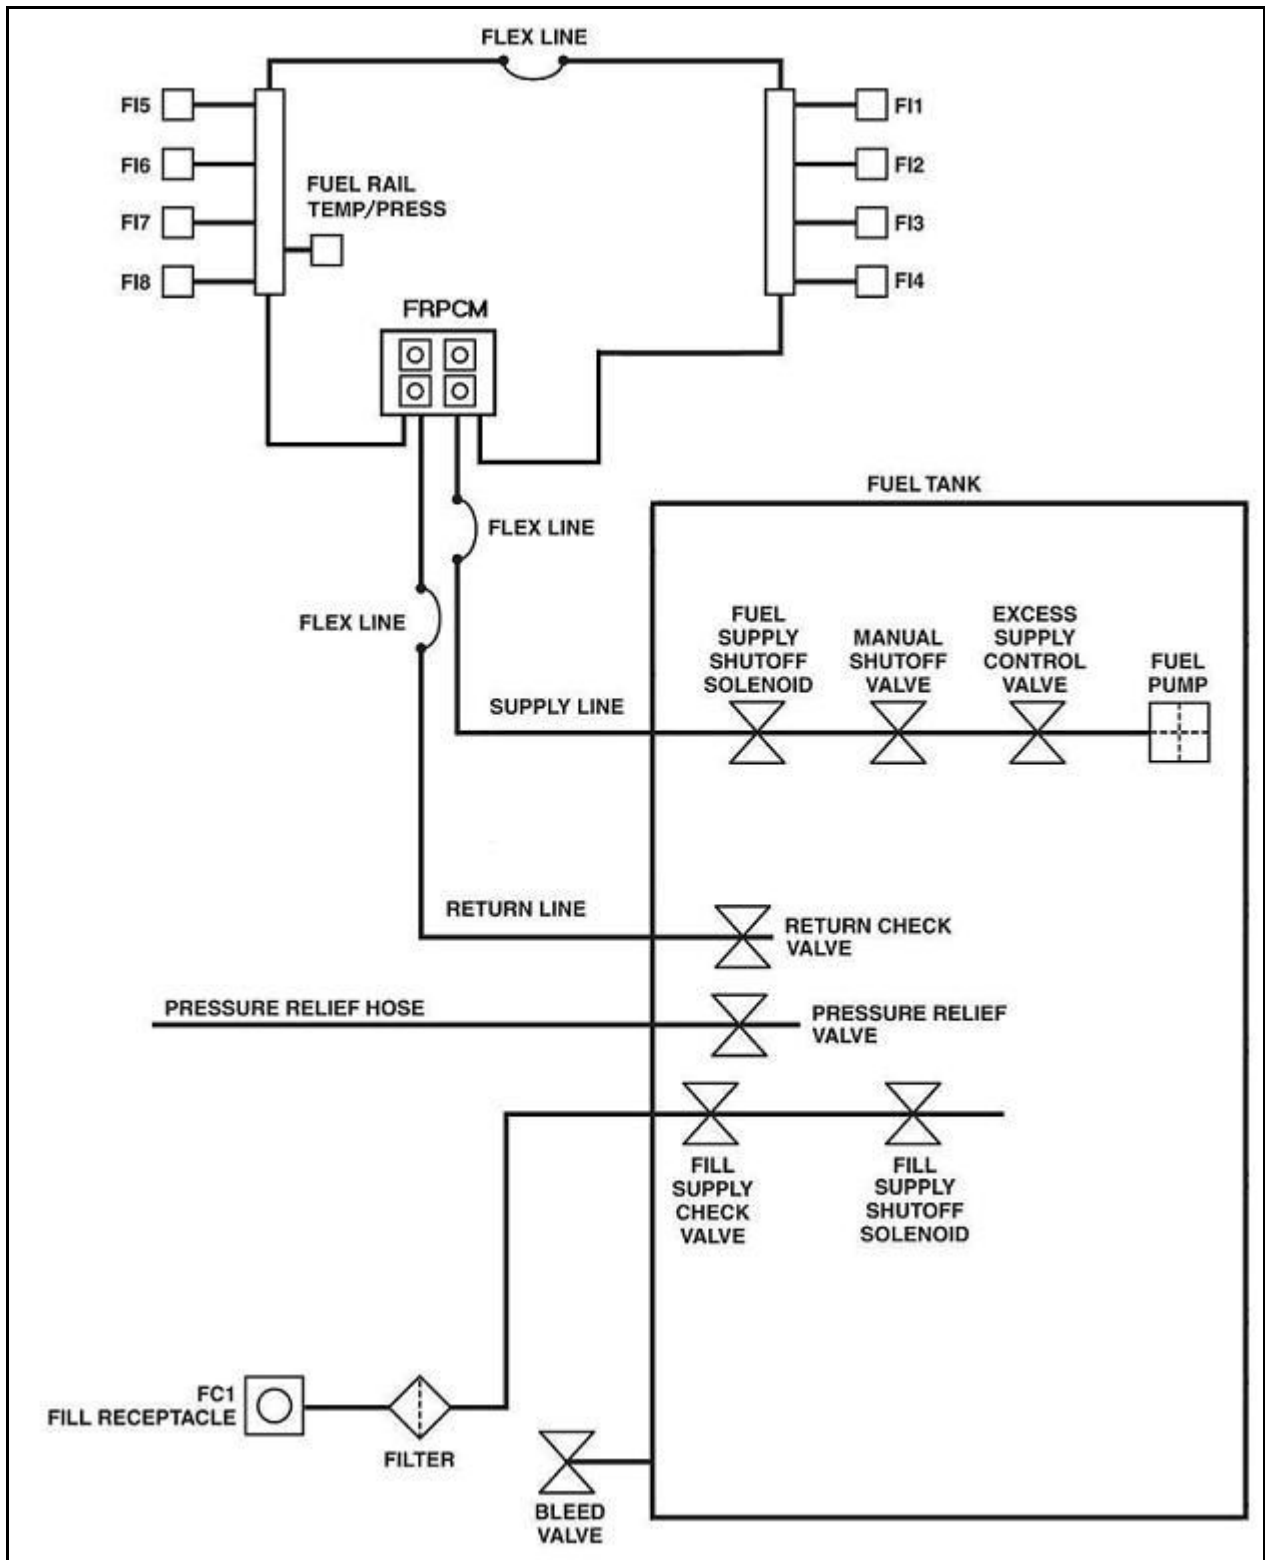 FLEX LINE
FI5
FI1
FI6
FI2
FUEL RAIL
TEMP/PRESS
FI7
FI3
FI8
FI4
FRPCM
FUEL TANK
FLEX LINE
FLEX LINE
FUEL
SUPPLY
SHUTOFF
SOLENOID
MANUAL
SHUTOFF
VALVE
EXCESS
SUPPLY
CONTROL
VALVE
FUEL
PUMP
SUPPLY LINE
RETURN LINE
RETURN CHECK
VALVE
PRESSURE RELIEF HOSE
PRESSURE RELIEF
VALVE
FILL
SUPPLY
CHECK
VALVE
FILL
SUPPLY
SHUTOFF
SOLENOID
FC1
FILL RECEPTACLE
FILTER
BLEED
VALVE